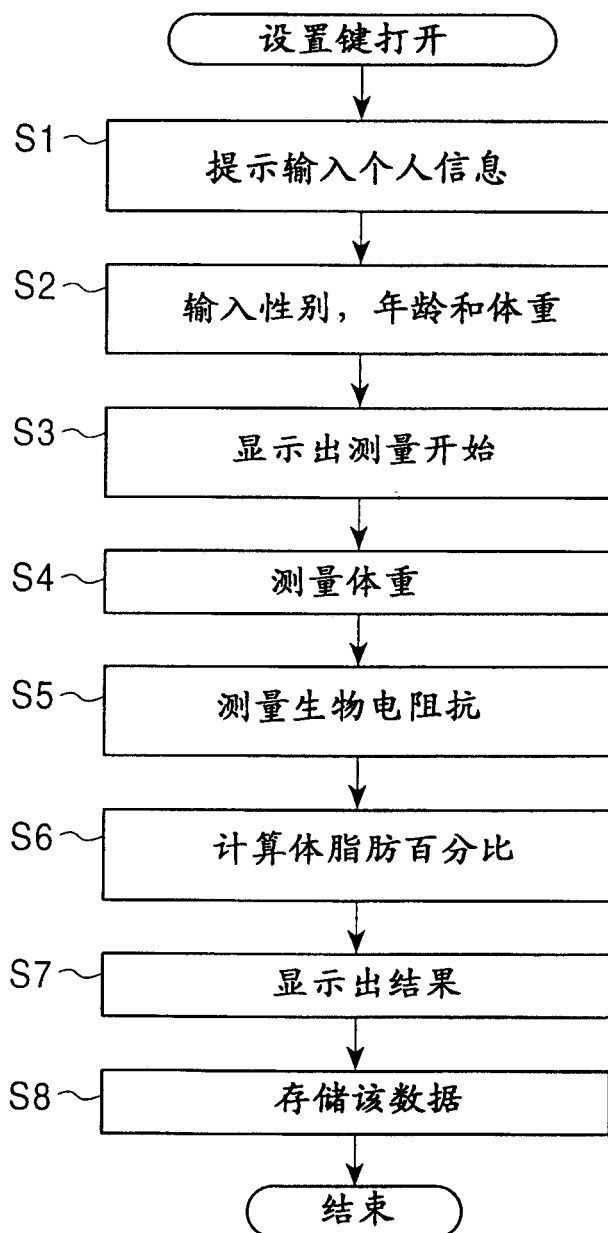 设置键打开
S1
提示输入个人信息
S2
输入性别，年龄和体重
S3
显示出测量开始
S4
测量体重
S5
测量生物电阻抗
S6
计算体脂肪百分比
S7
显示出结果
S8
存储该数据
结束